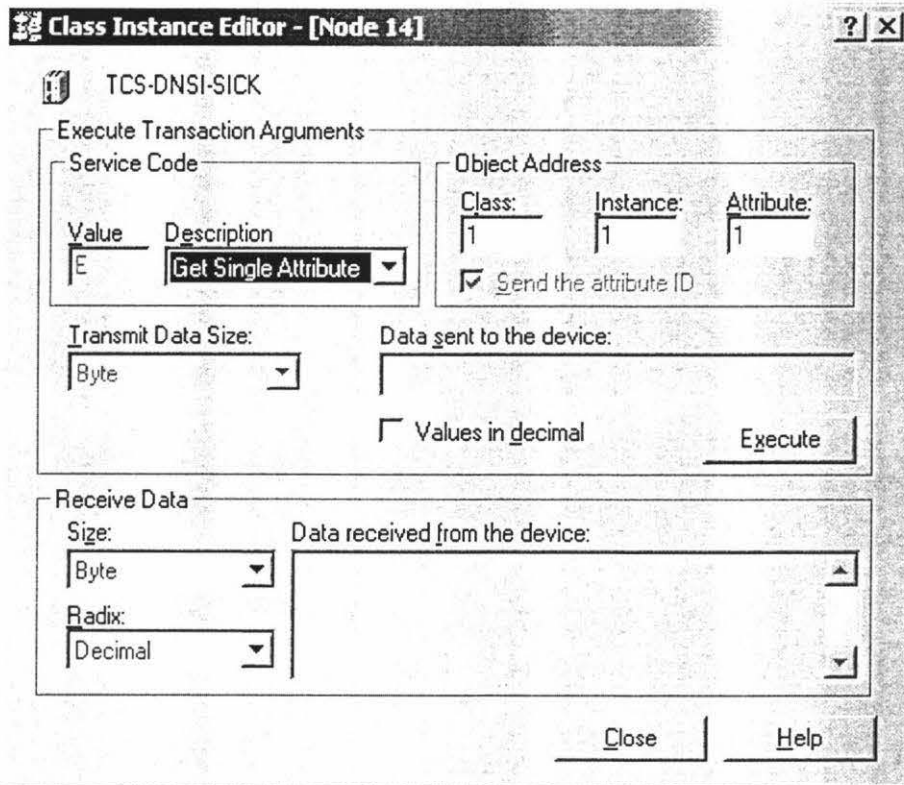 Class Instance Editor - [Node 14]
TCS-DNSI-SICK
Execute Transaction Arguments
Service Code
Value
Description
E
Get Single Attribute
Object Address
Class:
Instance:
Attribute:
1
1
1
Send the attribute ID
Transmit Data Size:
Byte
Data sent to the device:
Values in decimal
Execute
Receive Data
Size:
Byte
Radix:
Decimal
Data received from the device:
Close
Help